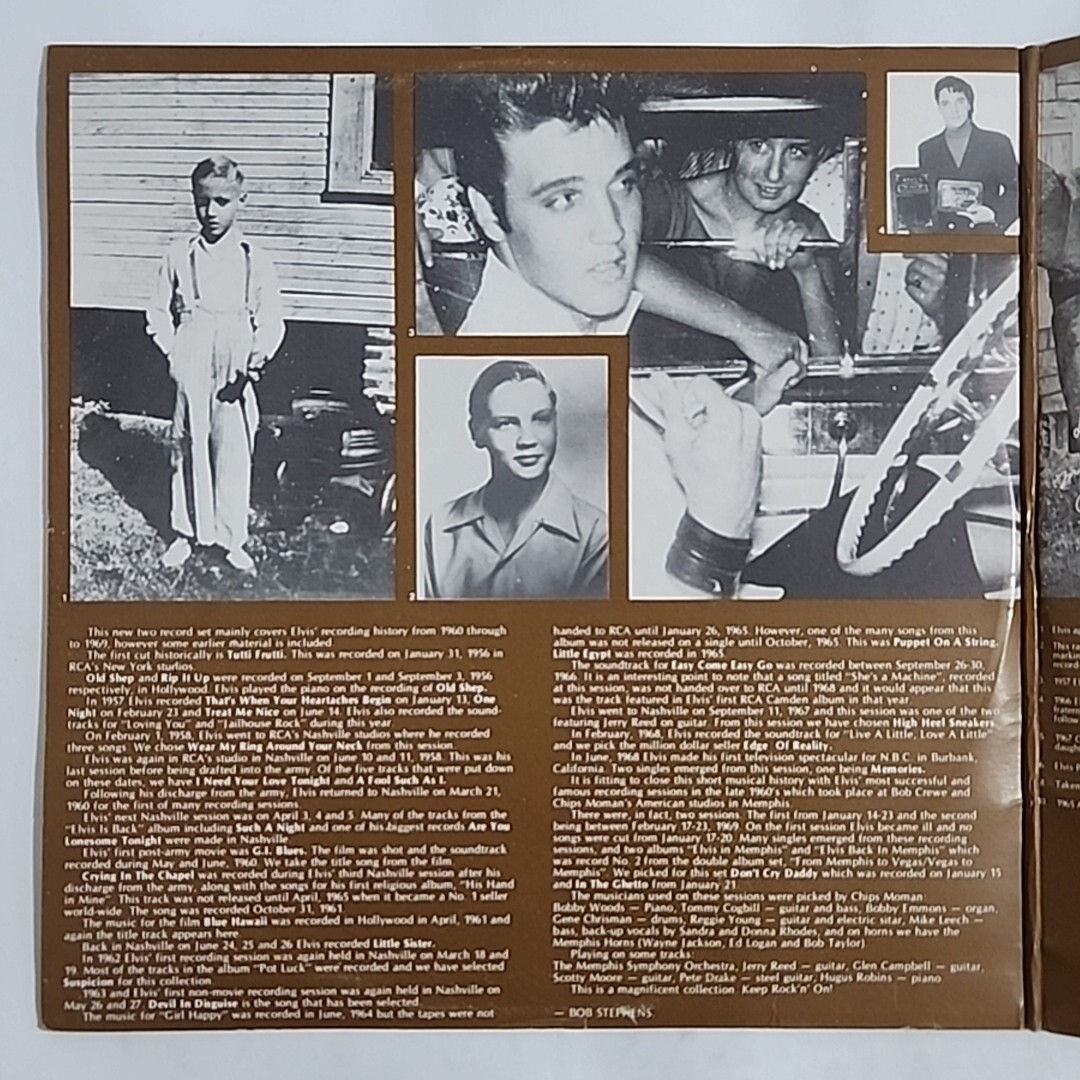 3
4
1
2
This new two record set mainly covers Elvis' recording history from 1960 through
to 1969, however some earlier material is included.
The first cut historically is Tutti Frutti. This was recorded on January 31, 1956 in
RCA's New York studios.
Old Shep and Rip It Up were recorded on September 1 and September 3, 1956
respectively, in Hollywood. Elvis played the piano on the recording of Old Shep.
In 1957 Elvis recorded That's When Your Heartaches Begin on January 13, One
Night on February 23 and Treat Me Nice on June 14. Elvis also recorded the sound-
tracks for "Loving You" and "Jailhouse Rock" during this year.
On February 1, 1958, Elvis went to RCA's Nashville studios where he recorded
three songs. We chose Wear My Ring Around Your Neck from this session.
Elvis was again in RCA's studio in Nashville on June 10 and 11, 1958. This was his
last session before being drafted into the army. Of the five tracks that were put down
on these dates, we have I Need Your Love Tonight and A Fool Such As I.
Following his discharge from the army, Elvis returned to Nashville on March 21,
1960 for the first of many recording sessions.
Elvis' next Nashville session was on April 3, 4 and 5. Many of the tracks from the
"Elvis Is Back" album including Such A Night and one of his biggest records Are You
Lonesome Tonight were made in Nashville.
Elvis' first post-army movie was G.I. Blues. The film was shot and the soundtrack
recorded during May and June, 1960. We take the title song from the film.
Crying In The Chapel was recorded during Elvis' third Nashville session after his
discharge from the army, along with the songs for his first religious album, "His Hand
in Mine". This track was not released until April, 1965 when it became a No. 1 seller
world-wide. The song was recorded October 31, 1961.
The music for the film Blue Hawaii was recorded in Hollywood in April, 1961 and
again the title track appears here.
Back in Nashville on June 24, 25 and 26 Elvis recorded Little Sister.
In 1962 Elvis' first recording session was again held in Nashville on March 18 and
19. Most of the tracks in the album "Pot Luck" were recorded and we have selected
Suspicion for this collection.
1963 and Elvis' first non-movie recording session was again held in Nashville on
May 26 and 27. Devil In Disguise is the song that has been selected.
The music for "Girl Happy" was recorded in June, 1964 but the tapes were not
handed to RCA until January 26, 1965. However, one of the many songs from this
album was not released on a single until October, 1965. This was Puppet On A String.
Little Egypt was recorded in 1965.
The soundtrack for Easy Come Easy Go was recorded between September 26-30,
1966. It is an interesting point to note that a song titled "She's a Machine", recorded
at this session, was not handed over to RCA until 1968 and it would appear that this
was the track featured in Elvis' first RCA Camden album in that year.
Elvis went to Nashville on September 11, 1967 and this session was one of the two
featuring Jerry Reed on guitar. From this session we have chosen High Heel Sneakers.
In February, 1968, Elvis recorded the soundtrack for "Live A Little, Love A Little"
and we pick the million dollar seller Edge Of Reality.
In June, 1968 Elvis made his first television spectacular for N.B.C. in Burbank,
California. Two singles emerged from this session, one being Memories.
It is fitting to close this short musical history with Elvis' most successful and
famous recording sessions in the late 1960's which took place at Bob Crewe and
Chips Moman's American studios in Memphis.
There were, in fact, two sessions. The first from January 14-23 and the second
being between February 17-23, 1969. On the first session Elvis became ill and no
songs were cut from January 17-20. Many singles emerged from these recording
sessions, and two albums "Elvis in Memphis" and "Elvis Back In Memphis" which
was record No. 2 from the double album set, "From Memphis to Vegas/Vegas to
Memphis". We picked for this set Don't Cry Daddy which was recorded on January 15
and In The Ghetto from January 21.
The musicians used on these sessions were picked by Chips Moman.
Bobby Woods — Piano, Tommy Cogbill — guitar and bass, Bobby Emmons — organ,
Gene Chrisman — drums, Reggie Young — guitar and electric sitar, Mike Leech —
bass, back-up vocals by Sandra and Donna Rhodes, and on horns we have the
Memphis Horns (Wayne Jackson, Ed Logan and Bob Taylor).
Playing on some tracks:
The Memphis Symphony Orchestra, Jerry Reed — guitar, Glen Campbell — guitar,
Scotty Moore — guitar, Pete Drake — steel guitar, Hugus Robins — piano.
This is a magnificent collection. Keep Rock'n' On!
— BOB STEPHENS